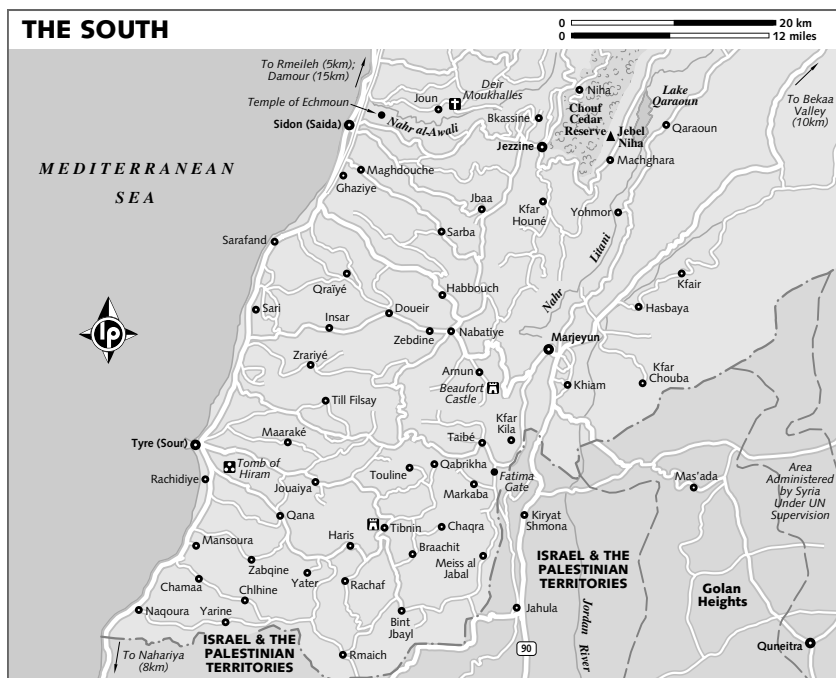 THE SOUTH
0 20 km
0 12 miles
To Rmeileh (5km);
Damour (15km)
Temple of Echmoun
Joun
Deir
Moukhalles
Nahr al-Awali
Sidon (Saida)
Bkassine
Niha
Chouf
Cedar
Reserve
Jebel
Niha
Lake
Qaraoun
Qaraoun
To Bekaa
Valley
(10km)
Jezzine
Machghara
MEDITERRANEAN
SEA
Maghdouche
Ghaziye
Jbaa
Kfar
Houné
Yohmor
Sarafand
Sarba
Nahr
Litani
Kfair
Qraïyé
Habbouch
Hasbaya
Sari
Insar
Doueir
Zebdine
Nabatiye
Marjeyun
lp
Zrariyé
Arnun
Beaufort
Castle
Khiam
Kfar
Chouba
Till Filsay
Kfar
Kila
Tyre (Sour)
Maaraké
Taibé
Tomb of
Hiram
Rachidiye
Jouaiya
Touline
Qabrikha
Markaba
Fatima
Gate
Mas'ada
Area
Administered
by Syria
Under UN
Supervision
Qana
Tibnin
Chaqra
Kiryat
Shmona
Mansoura
Haris
Braachit
Meiss al
Jabal
ISRAEL & THE
PALESTINIAN
TERRITORIES
Zabqine
Yater
Rachaf
Chamaa
Chlhine
Golan
Heights
Naqoura
Yarine
Bint
Jbayl
Jahula
Jordan River
ISRAEL & THE
PALESTINIAN
TERRITORIES
Rmaich
90
Quneitra
To Nahariya
(8km)